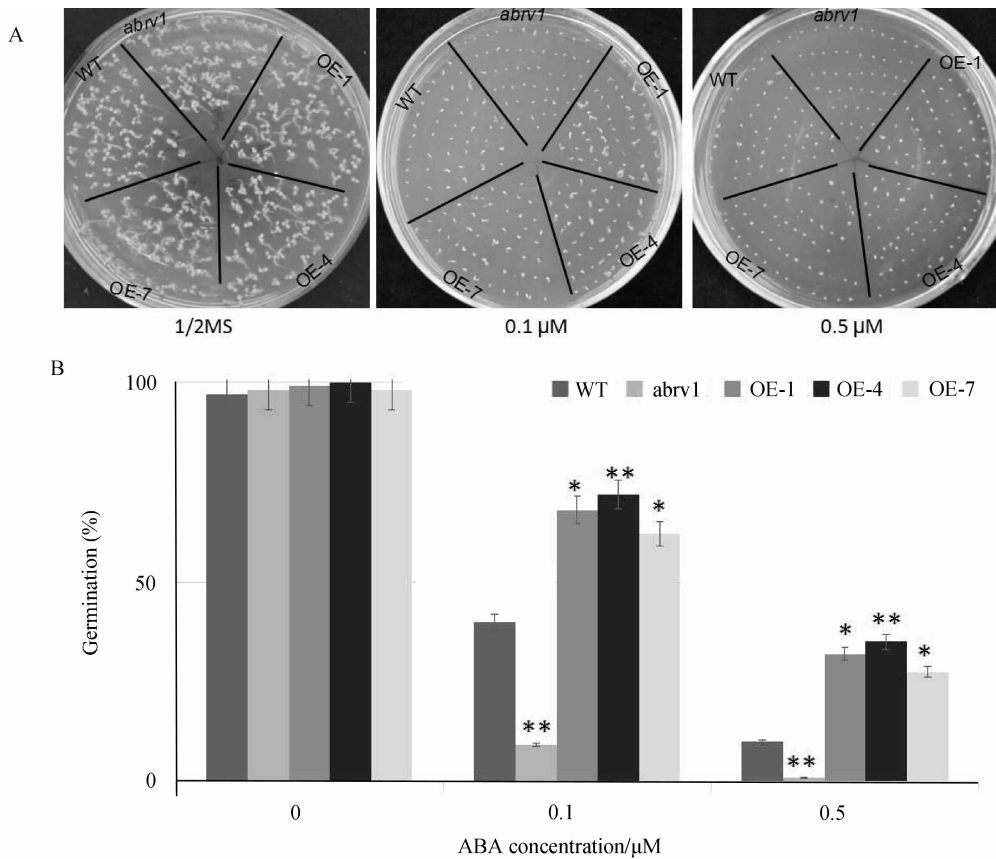 A
WT abrv1 OE-1 OE-4 OE-7
WT abrv1 OE-1 OE-4 OE-7
WT abrv1 OE-1 OE-4 OE-7
1/2MS 0.1 μM 0.5 μM
B
WT abrv1 OE-1 OE-4 OE-7
Germination (%)
100
50
0
** * ** *
** * ** *
0 0.1 0.5
ABA concentration/μM